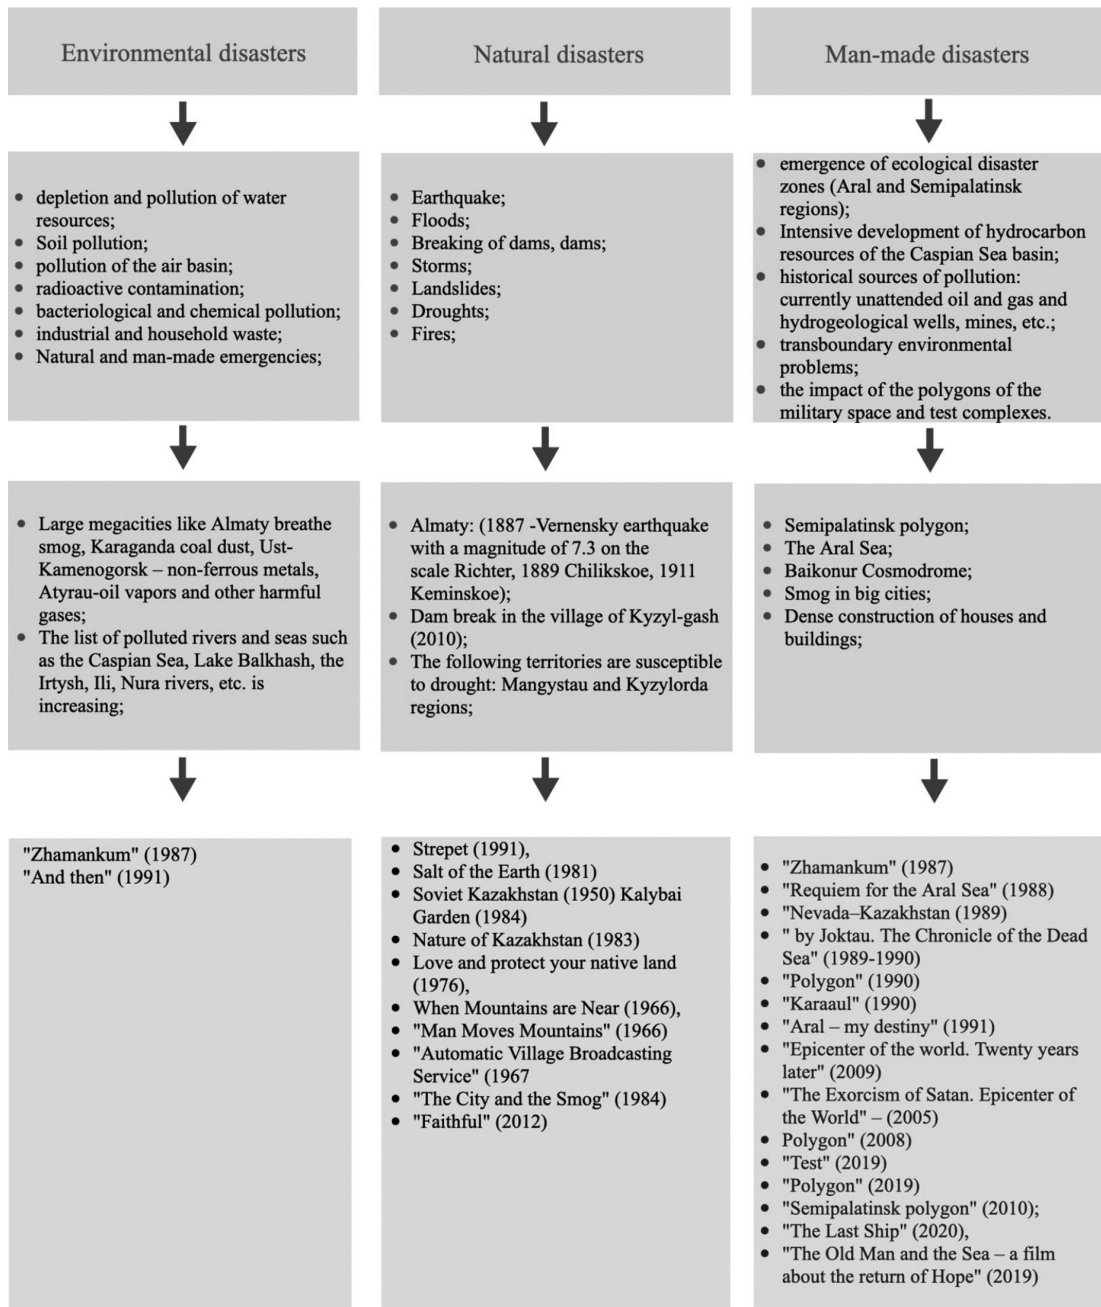 Environmental disasters
Natural disasters
Man-made disasters
• depletion and pollution of water
resources;
• Soil pollution;
• pollution of the air basin;
• radioactive contamination;
• bacteriological and chemical pollution;
• industrial and household waste;
• Natural and man-made emergencies;
• Earthquake;
• Floods;
• Breaking of dams, dams;
• Storms;
• Landslides;
• Droughts;
• Fires;
• emergence of ecological disaster
zones (Aral and Semipalatinsk
regions);
• Intensive development of hydrocarbon
resources of the Caspian Sea basin;
• historical sources of pollution:
currently unattended oil and gas and
hydrogeological wells, mines, etc.;
• transboundary environmental
problems;
• the impact of the polygons of the
military space and test complexes.
• Large megacities like Almaty breathe
smog, Karaganda coal dust, Ust-
Kamenogorsk – non-ferrous metals,
Atyrau-oil vapors and other harmful
gases;
• The list of polluted rivers and seas such
as the Caspian Sea, Lake Balkhash, the
Irtysh, Ili, Nura rivers, etc. is
increasing;
• Almaty: (1887 -Vernensky earthquake
with a magnitude of 7.3 on the
scale Richter, 1889 Chilikskoe, 1911
Keminskoe);
• Dam break in the village of Kyzyl-gash
(2010);
• The following territories are susceptible
to drought: Mangystau and Kyzylorda
regions;
• Semipalatinsk polygon;
• The Aral Sea;
• Baikonur Cosmodrome;
• Smog in big cities;
• Dense construction of houses and
buildings;
"Zhamankum" (1987)
"And then" (1991)
• Strepet (1991),
• Salt of the Earth (1981)
• Soviet Kazakhstan (1950) Kalybai
Garden (1984)
• Nature of Kazakhstan (1983)
• Love and protect your native land
(1976),
• When Mountains are Near (1966),
• "Man Moves Mountains" (1966)
• "Automatic Village Broadcasting
Service" (1967
• "The City and the Smog" (1984)
• "Faithful" (2012)
• "Zhamankum" (1987)
• "Requiem for the Aral Sea" (1988)
• "Nevada–Kazakhstan (1989)
• " by Joktau. The Chronicle of the Dead
Sea" (1989-1990)
• "Polygon" (1990)
• "Karaaul" (1990)
• "Aral – my destiny" (1991)
• "Epicenter of the world. Twenty years
later" (2009)
• "The Exorcism of Satan. Epicenter of
the World" – (2005)
• Polygon" (2008)
• "Test" (2019)
• "Polygon" (2019)
• "Semipalatinsk polygon" (2010);
• "The Last Ship" (2020),
• "The Old Man and the Sea – a film
about the return of Hope" (2019)